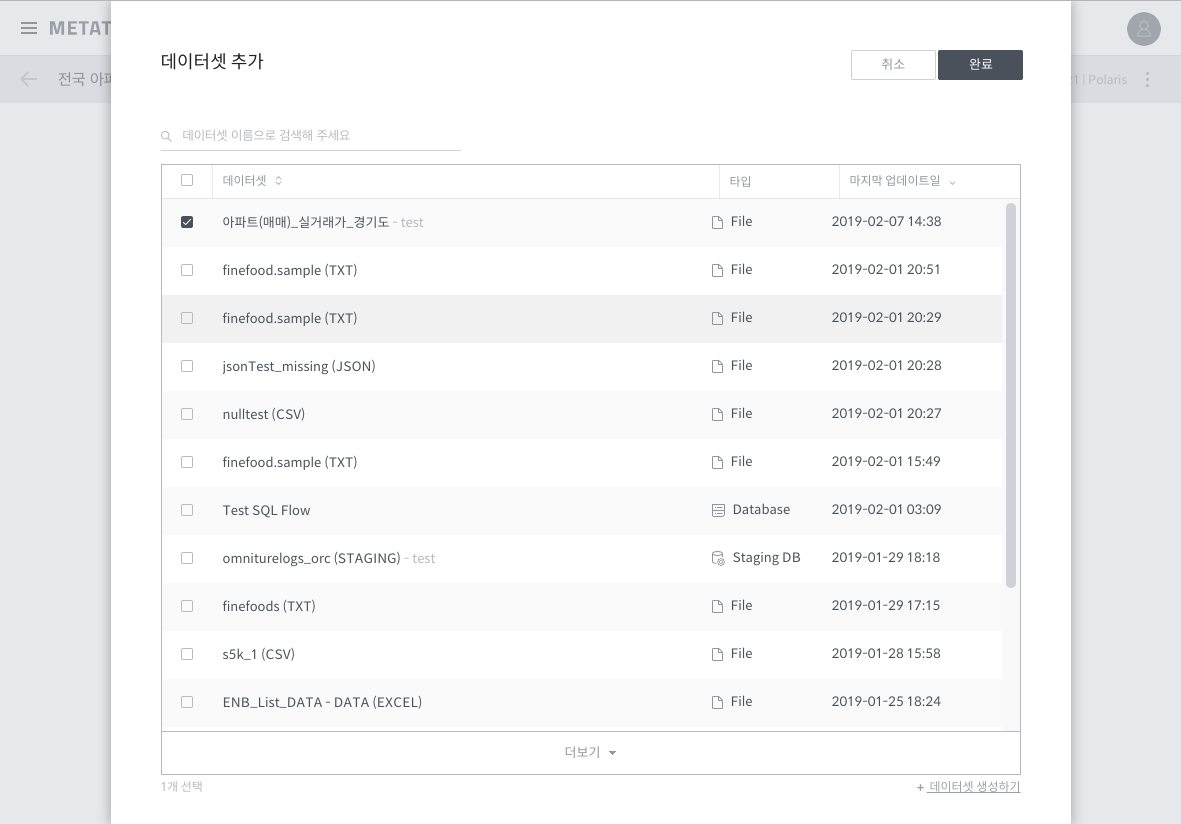 METAT
데이터셋 추가
취소
완료
전국 아파
21 | Polaris
데이터셋 이름으로 검색해 주세요
데이터셋 타입 마지막 업데이트일
아파트(매매)_실거래가_경기도 - test File 2019-02-07 14:38
finefood.sample (TXT) File 2019-02-01 20:51
finefood.sample (TXT) File 2019-02-01 20:29
jsonTest_missing (JSON) File 2019-02-01 20:28
nulltest (CSV) File 2019-02-01 20:27
finefood.sample (TXT) File 2019-02-01 15:49
Test SQL Flow Database 2019-02-01 03:09
omniturelogs_orc (STAGING) - test Staging DB 2019-01-29 18:18
finefoods (TXT) File 2019-01-29 17:15
s5k_1 (CSV) File 2019-01-28 15:58
ENB_List_DATA - DATA (EXCEL) File 2019-01-25 18:24
더보기
1개 선택
+ 데이터셋 생성하기